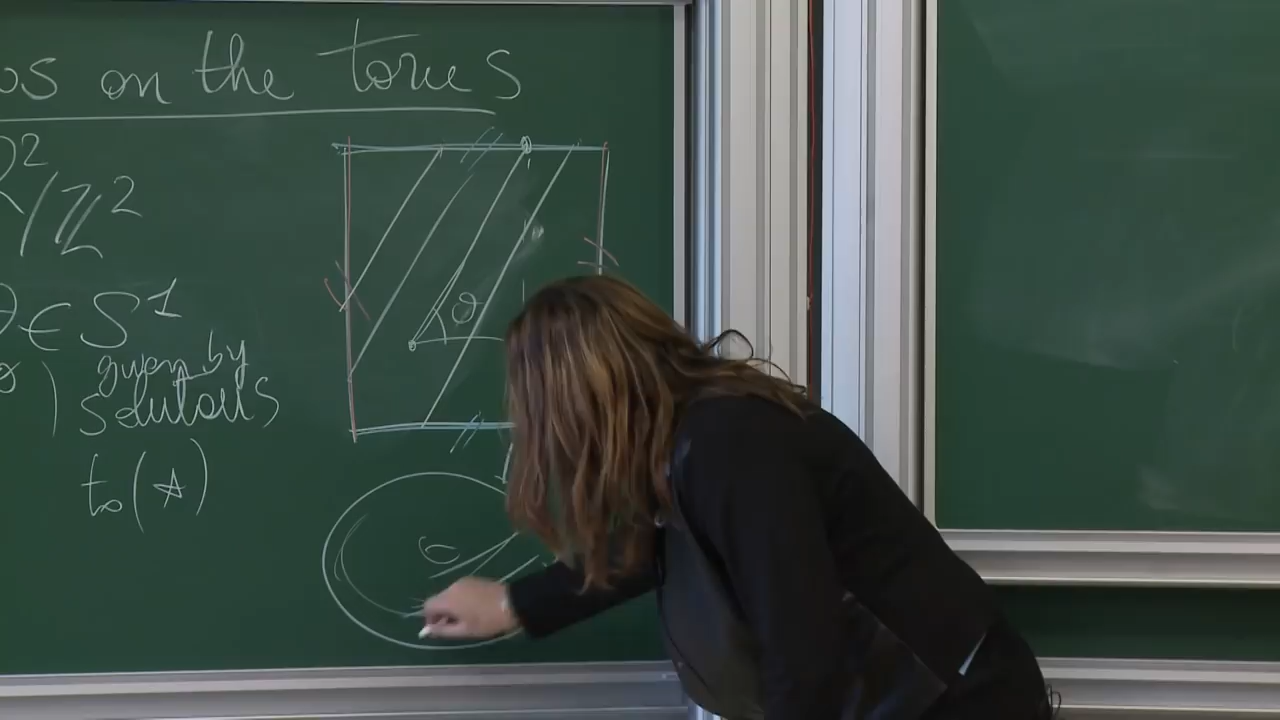 os on the torus
R²/ℤ²
θ ∈ S¹
given by
) solutions
to (☆)
θ